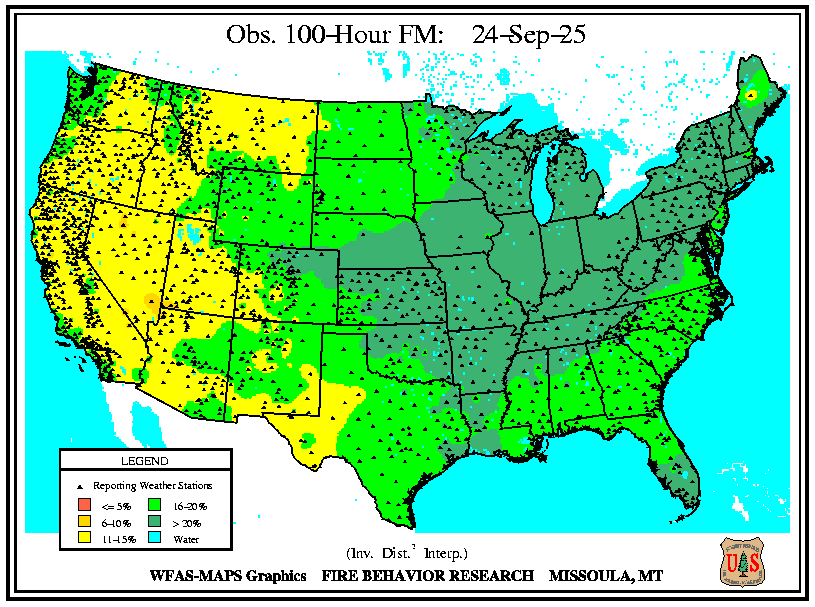 Obs. 100-Hour FM: 24-Sep-25
LEGEND
Reporting Weather Stations
<= 5% 16-20%
6-10% > 20%
11-15% Water
(Inv. Dist.² Interp.)
WFAS-MAPS Graphics FIRE BEHAVIOR RESEARCH MISSOULA, MT
U S